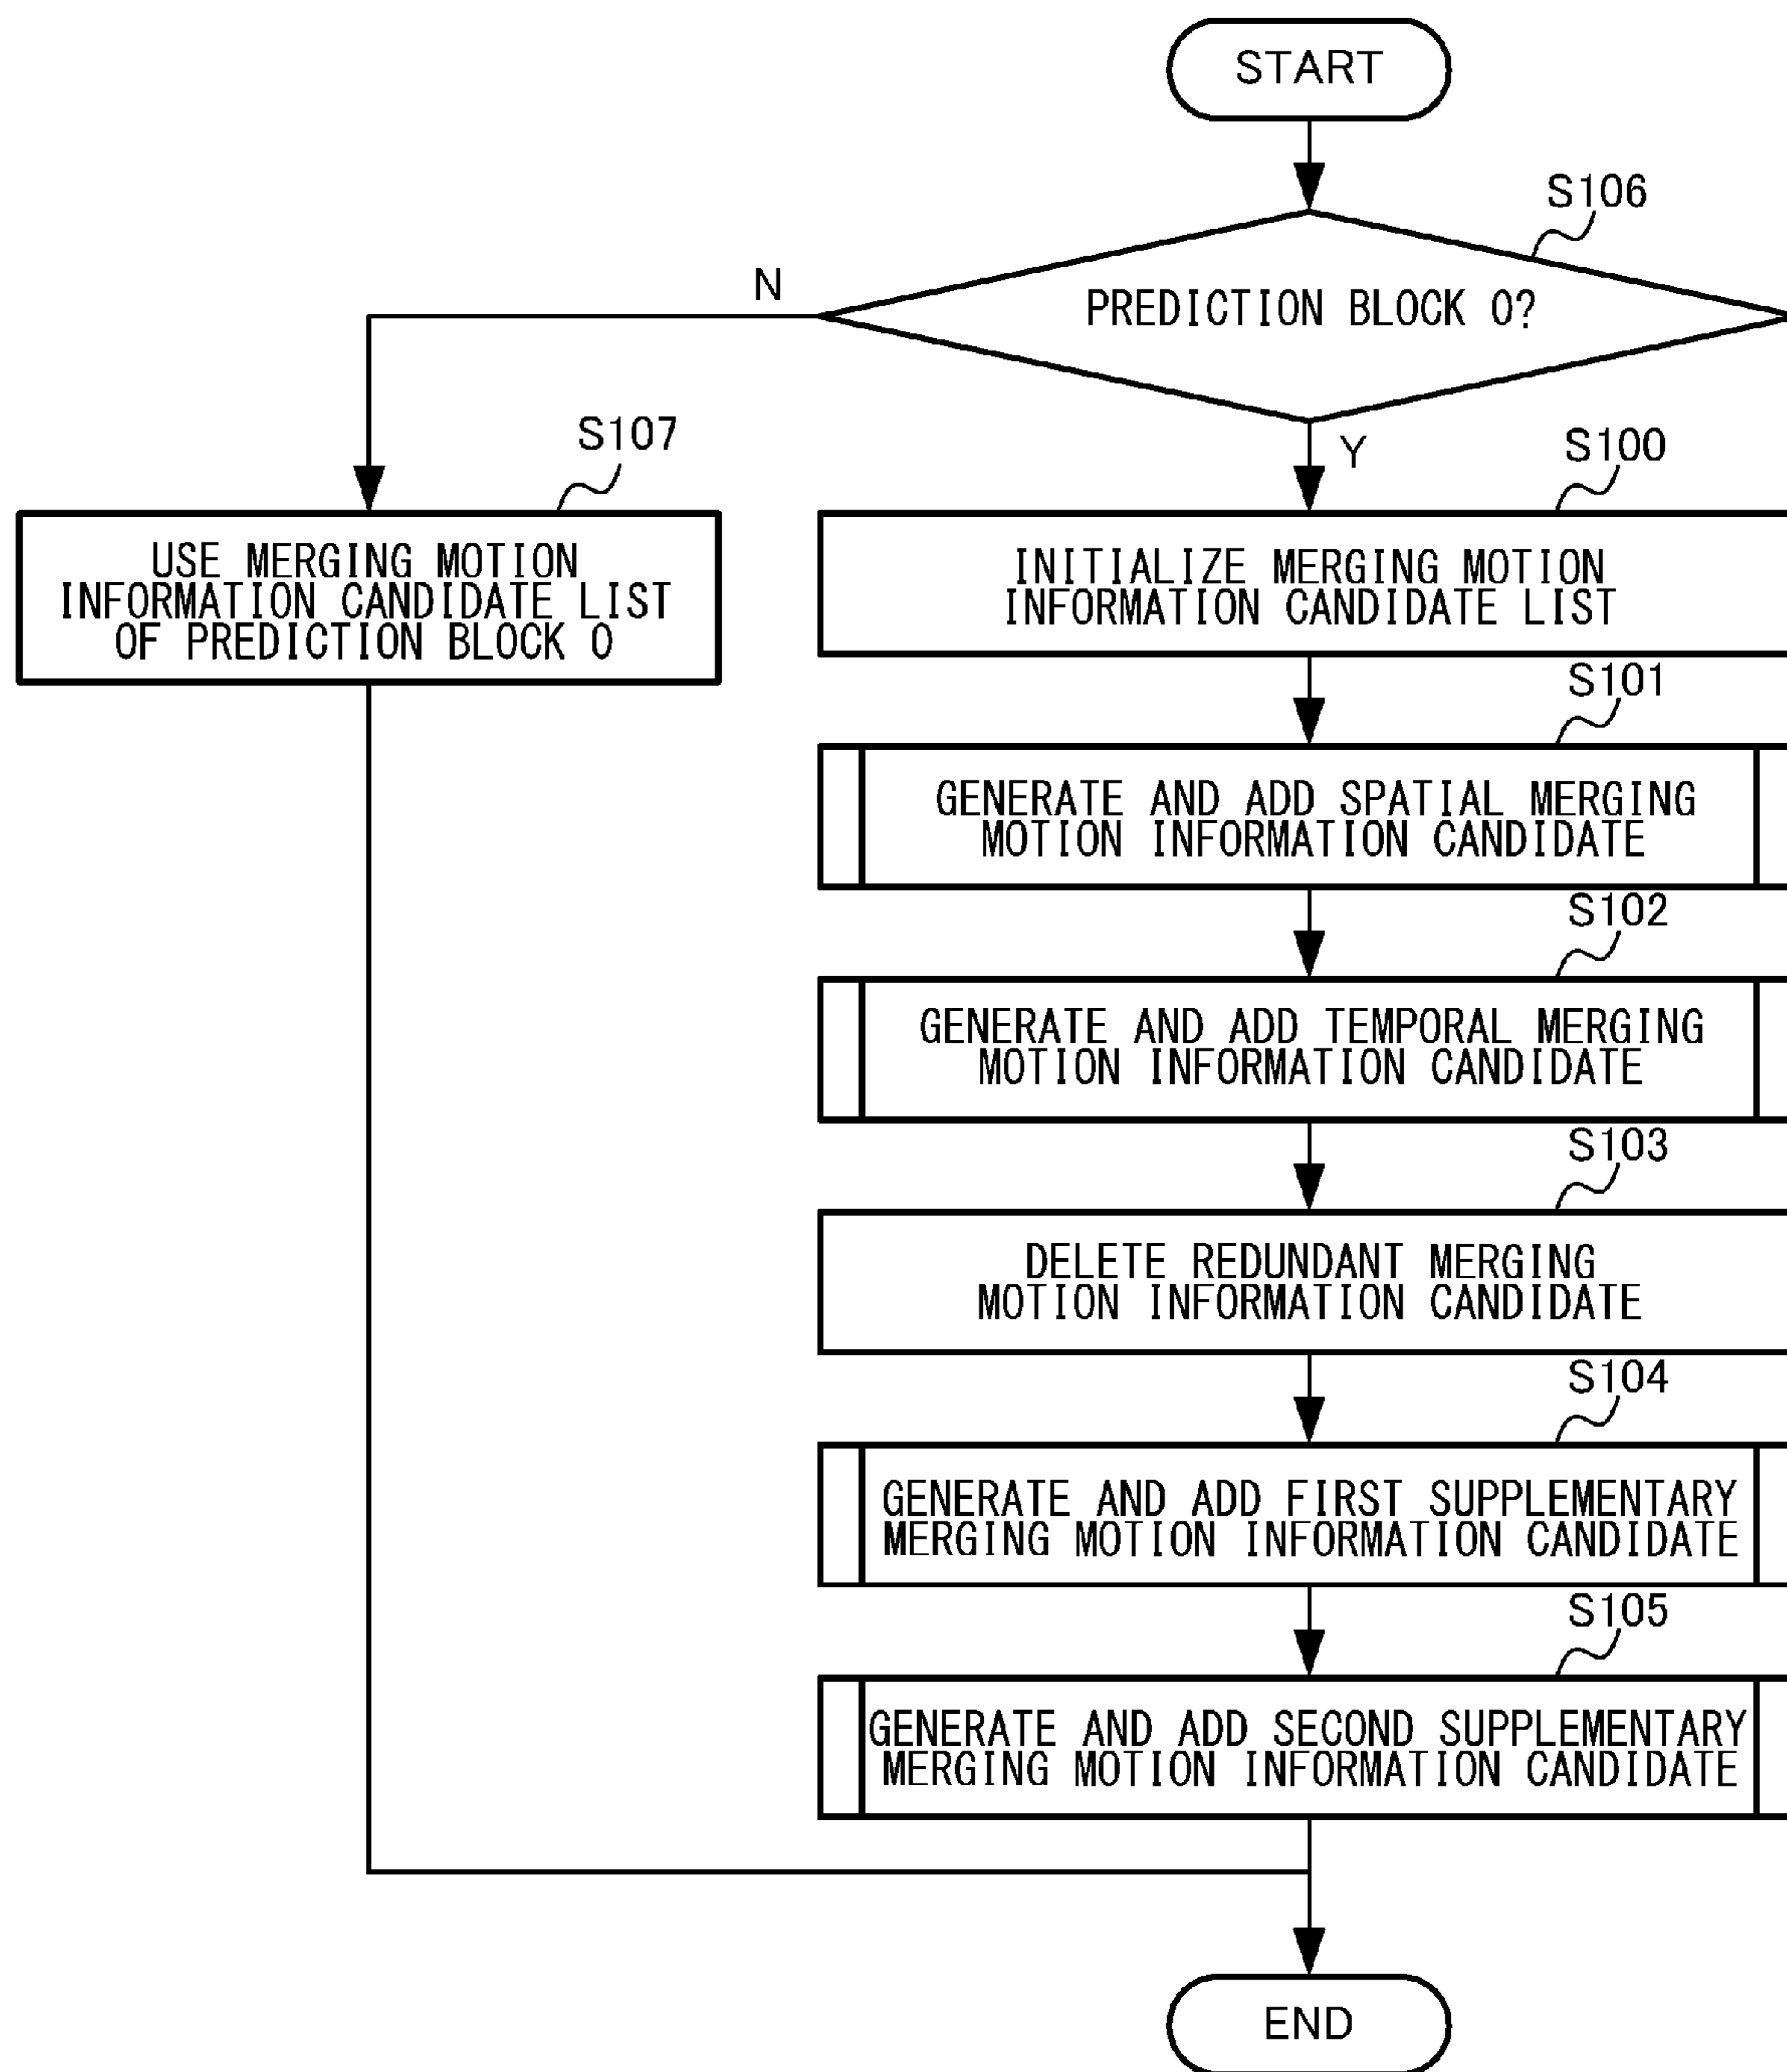 START
S106
PREDICTION BLOCK 0?
N
Y
S107
USE MERGING MOTION
INFORMATION CANDIDATE LIST
OF PREDICTION BLOCK 0
S100
INITIALIZE MERGING MOTION
INFORMATION CANDIDATE LIST
S101
GENERATE AND ADD SPATIAL MERGING
MOTION INFORMATION CANDIDATE
S102
GENERATE AND ADD TEMPORAL MERGING
MOTION INFORMATION CANDIDATE
S103
DELETE REDUNDANT MERGING
MOTION INFORMATION CANDIDATE
S104
GENERATE AND ADD FIRST SUPPLEMENTARY
MERGING MOTION INFORMATION CANDIDATE
S105
GENERATE AND ADD SECOND SUPPLEMENTARY
MERGING MOTION INFORMATION CANDIDATE
END